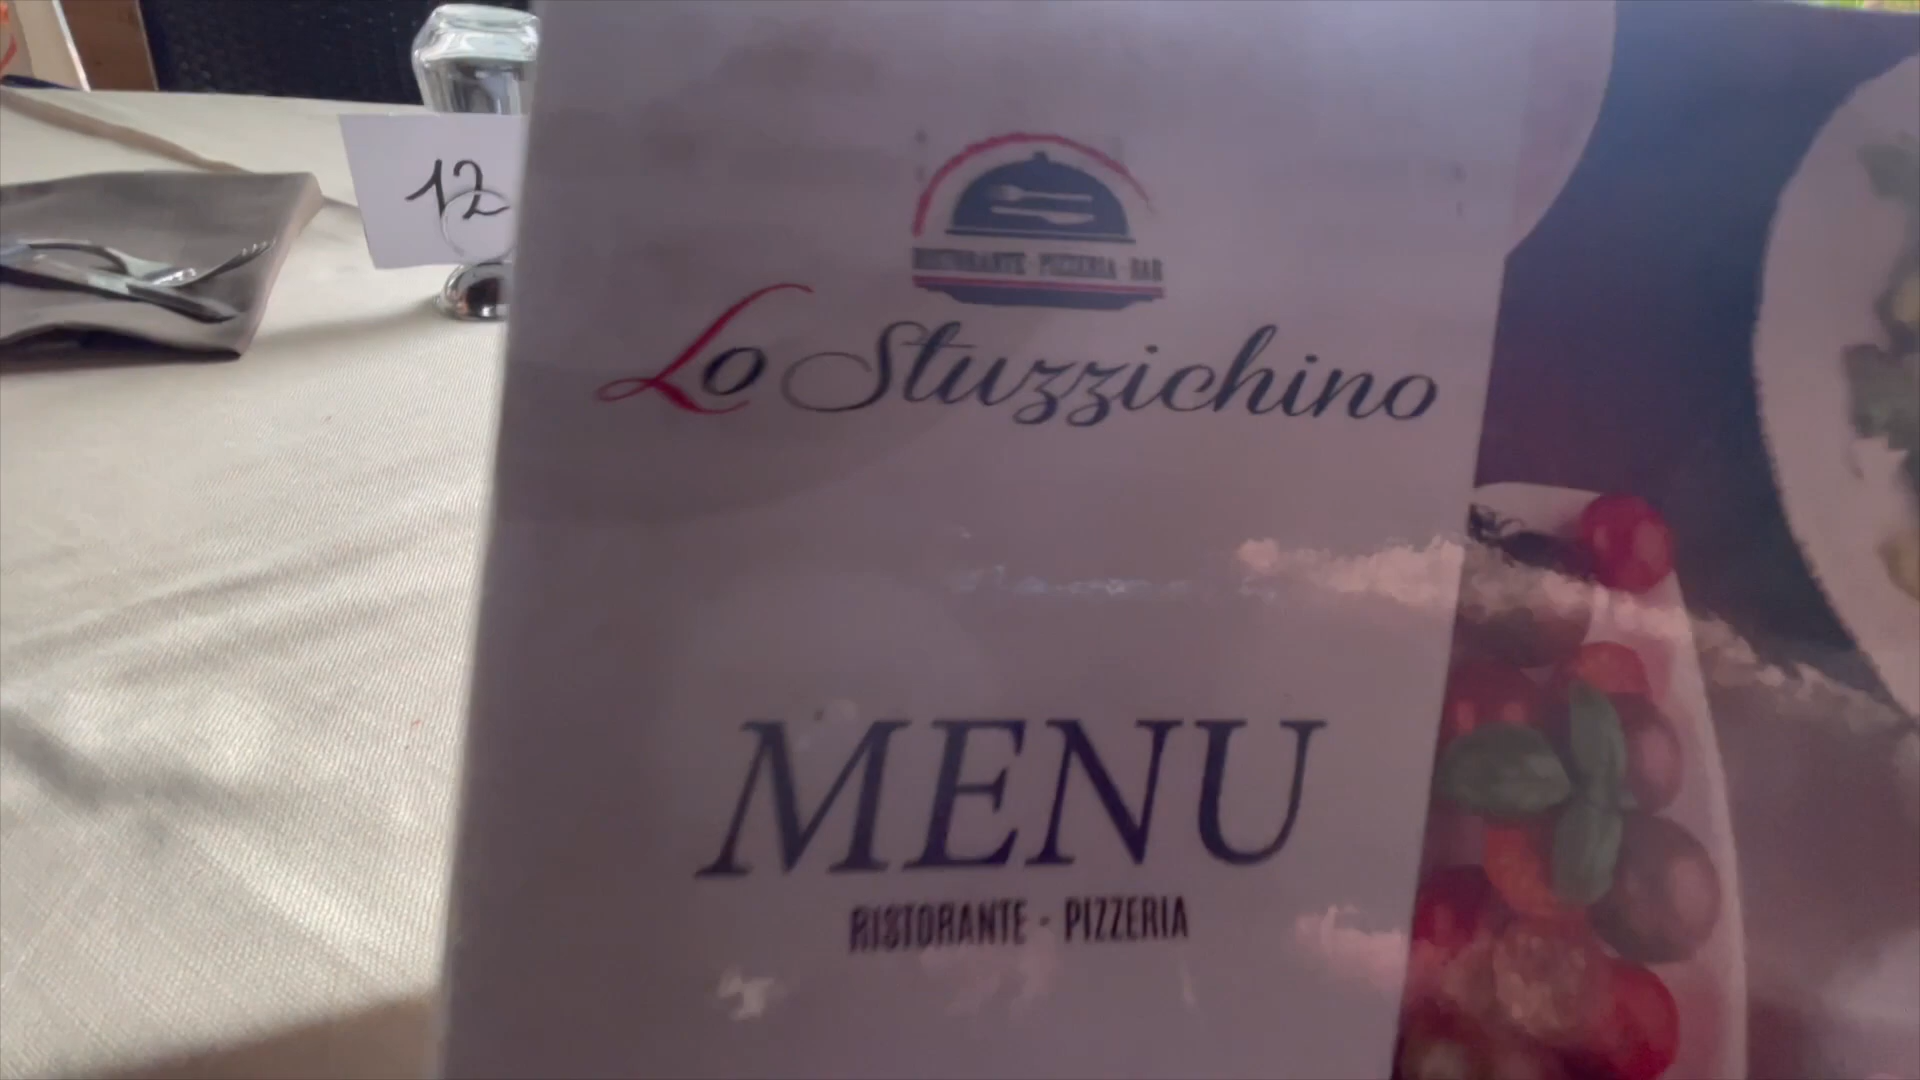 12
RISTORANTE · PIZZERIA · BAR
Lo Stuzzichino
MENU
RISTORANTE - PIZZERIA